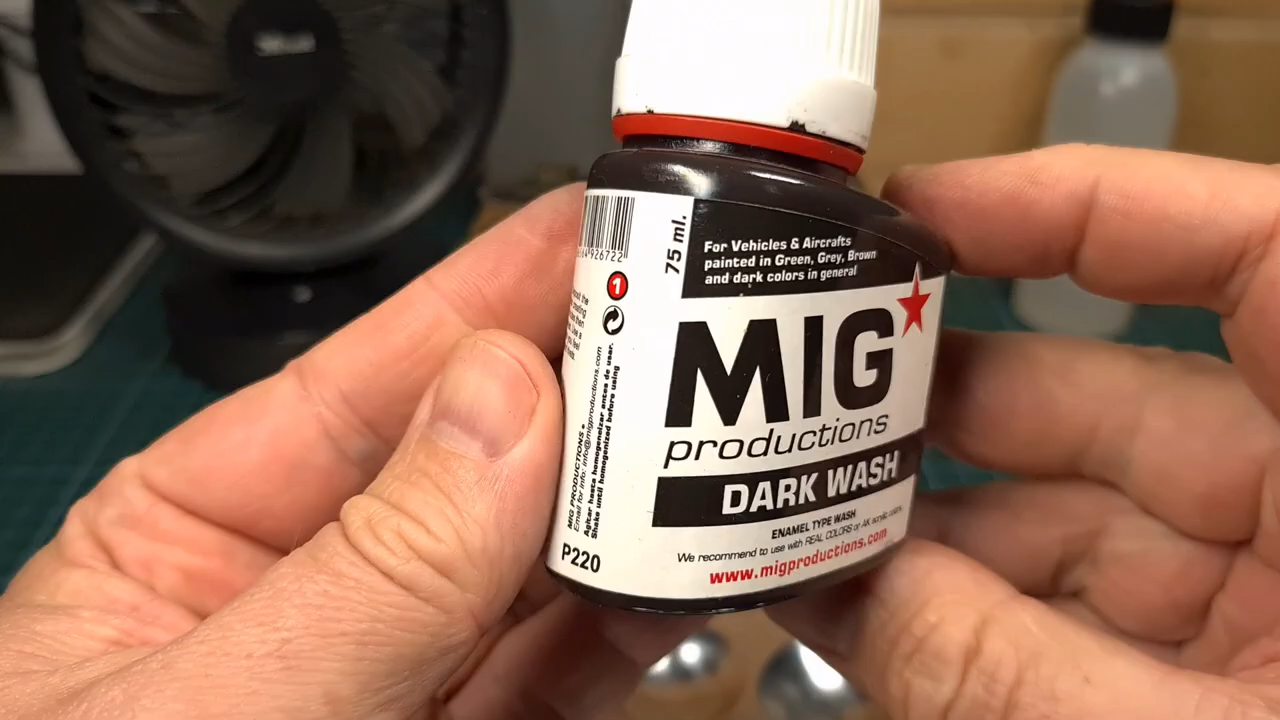 75 ml.
For Vehicles & Aircrafts
painted in Green, Grey, Brown
and dark colors in general
MIG
productions
DARK WASH
ENAMEL TYPE WASH
We recommend to use with REAL COLORS or AK acrylic colors.
www.migproductions.com
926722
1
MIG PRODUCTIONS
Email for info: info@migproductions.com
Agitar hasta homogeneizar antes de usar.
Shake until homogenized before using
P220